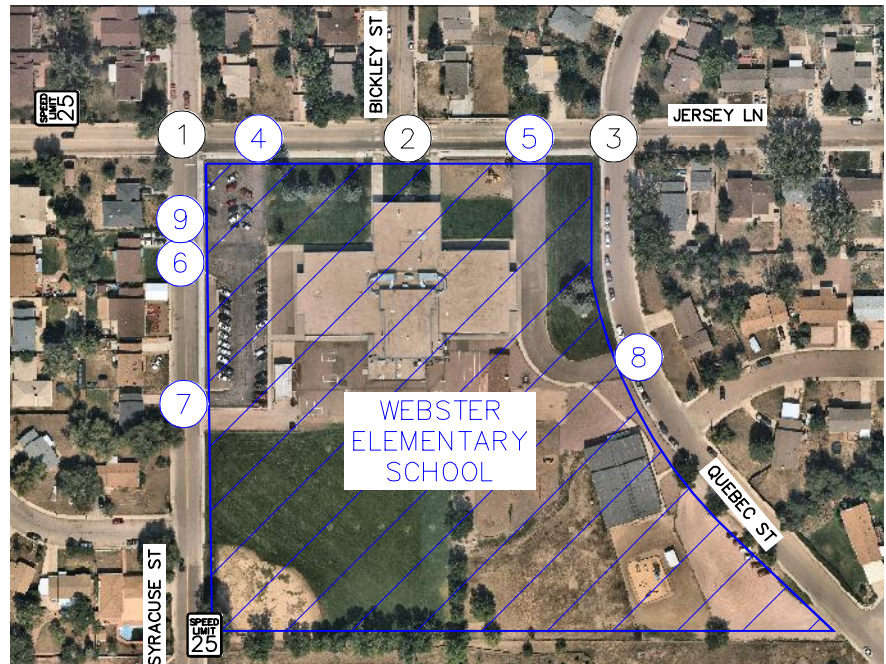 BICKLEY ST
SPEED
LIMIT
25
JERSEY LN
1
4
2
5
3
9
6
8
7
WEBSTER
ELEMENTARY
SCHOOL
QUEBEC ST
SYRACUSE ST
SPEED
LIMIT
25